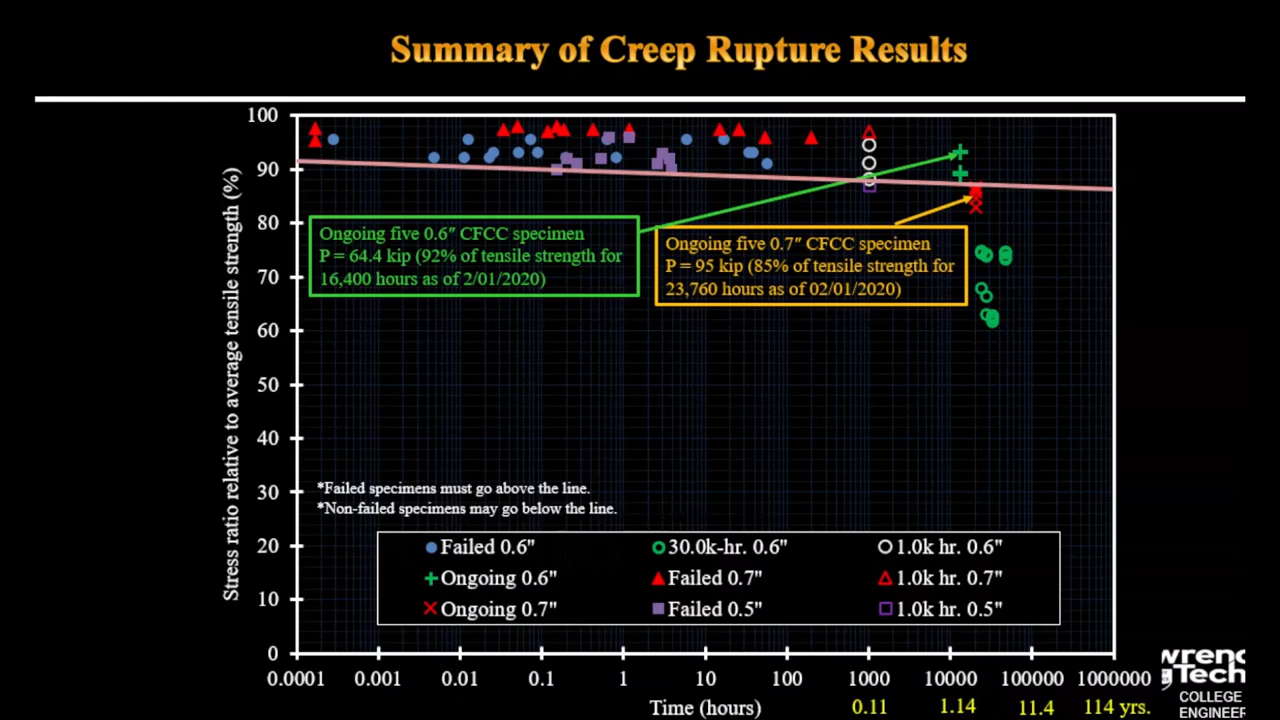 Summary of Creep Rupture Results
Stress ratio relative to average tensile strength (%)
100
90
80
70
60
50
40
30
20
10
0
Ongoing five 0.6″ CFCC specimen
P = 64.4 kip (92% of tensile strength for
16,400 hours as of 2/01/2020)
Ongoing five 0.7″ CFCC specimen
P = 95 kip (85% of tensile strength for
23,760 hours as of 02/01/2020)
*Failed specimens must go above the line.
*Non-failed specimens may go below the line.
Failed 0.6" 30.0k-hr. 0.6" 1.0k hr. 0.6"
Ongoing 0.6" Failed 0.7" 1.0k hr. 0.7"
Ongoing 0.7" Failed 0.5" 1.0k hr. 0.5"
0.0001 0.001 0.01 0.1 1 10 100 1000 10000 100000 1000000
Time (hours) 0.11 1.14 11.4 114 yrs.
Tech
COLLEGE